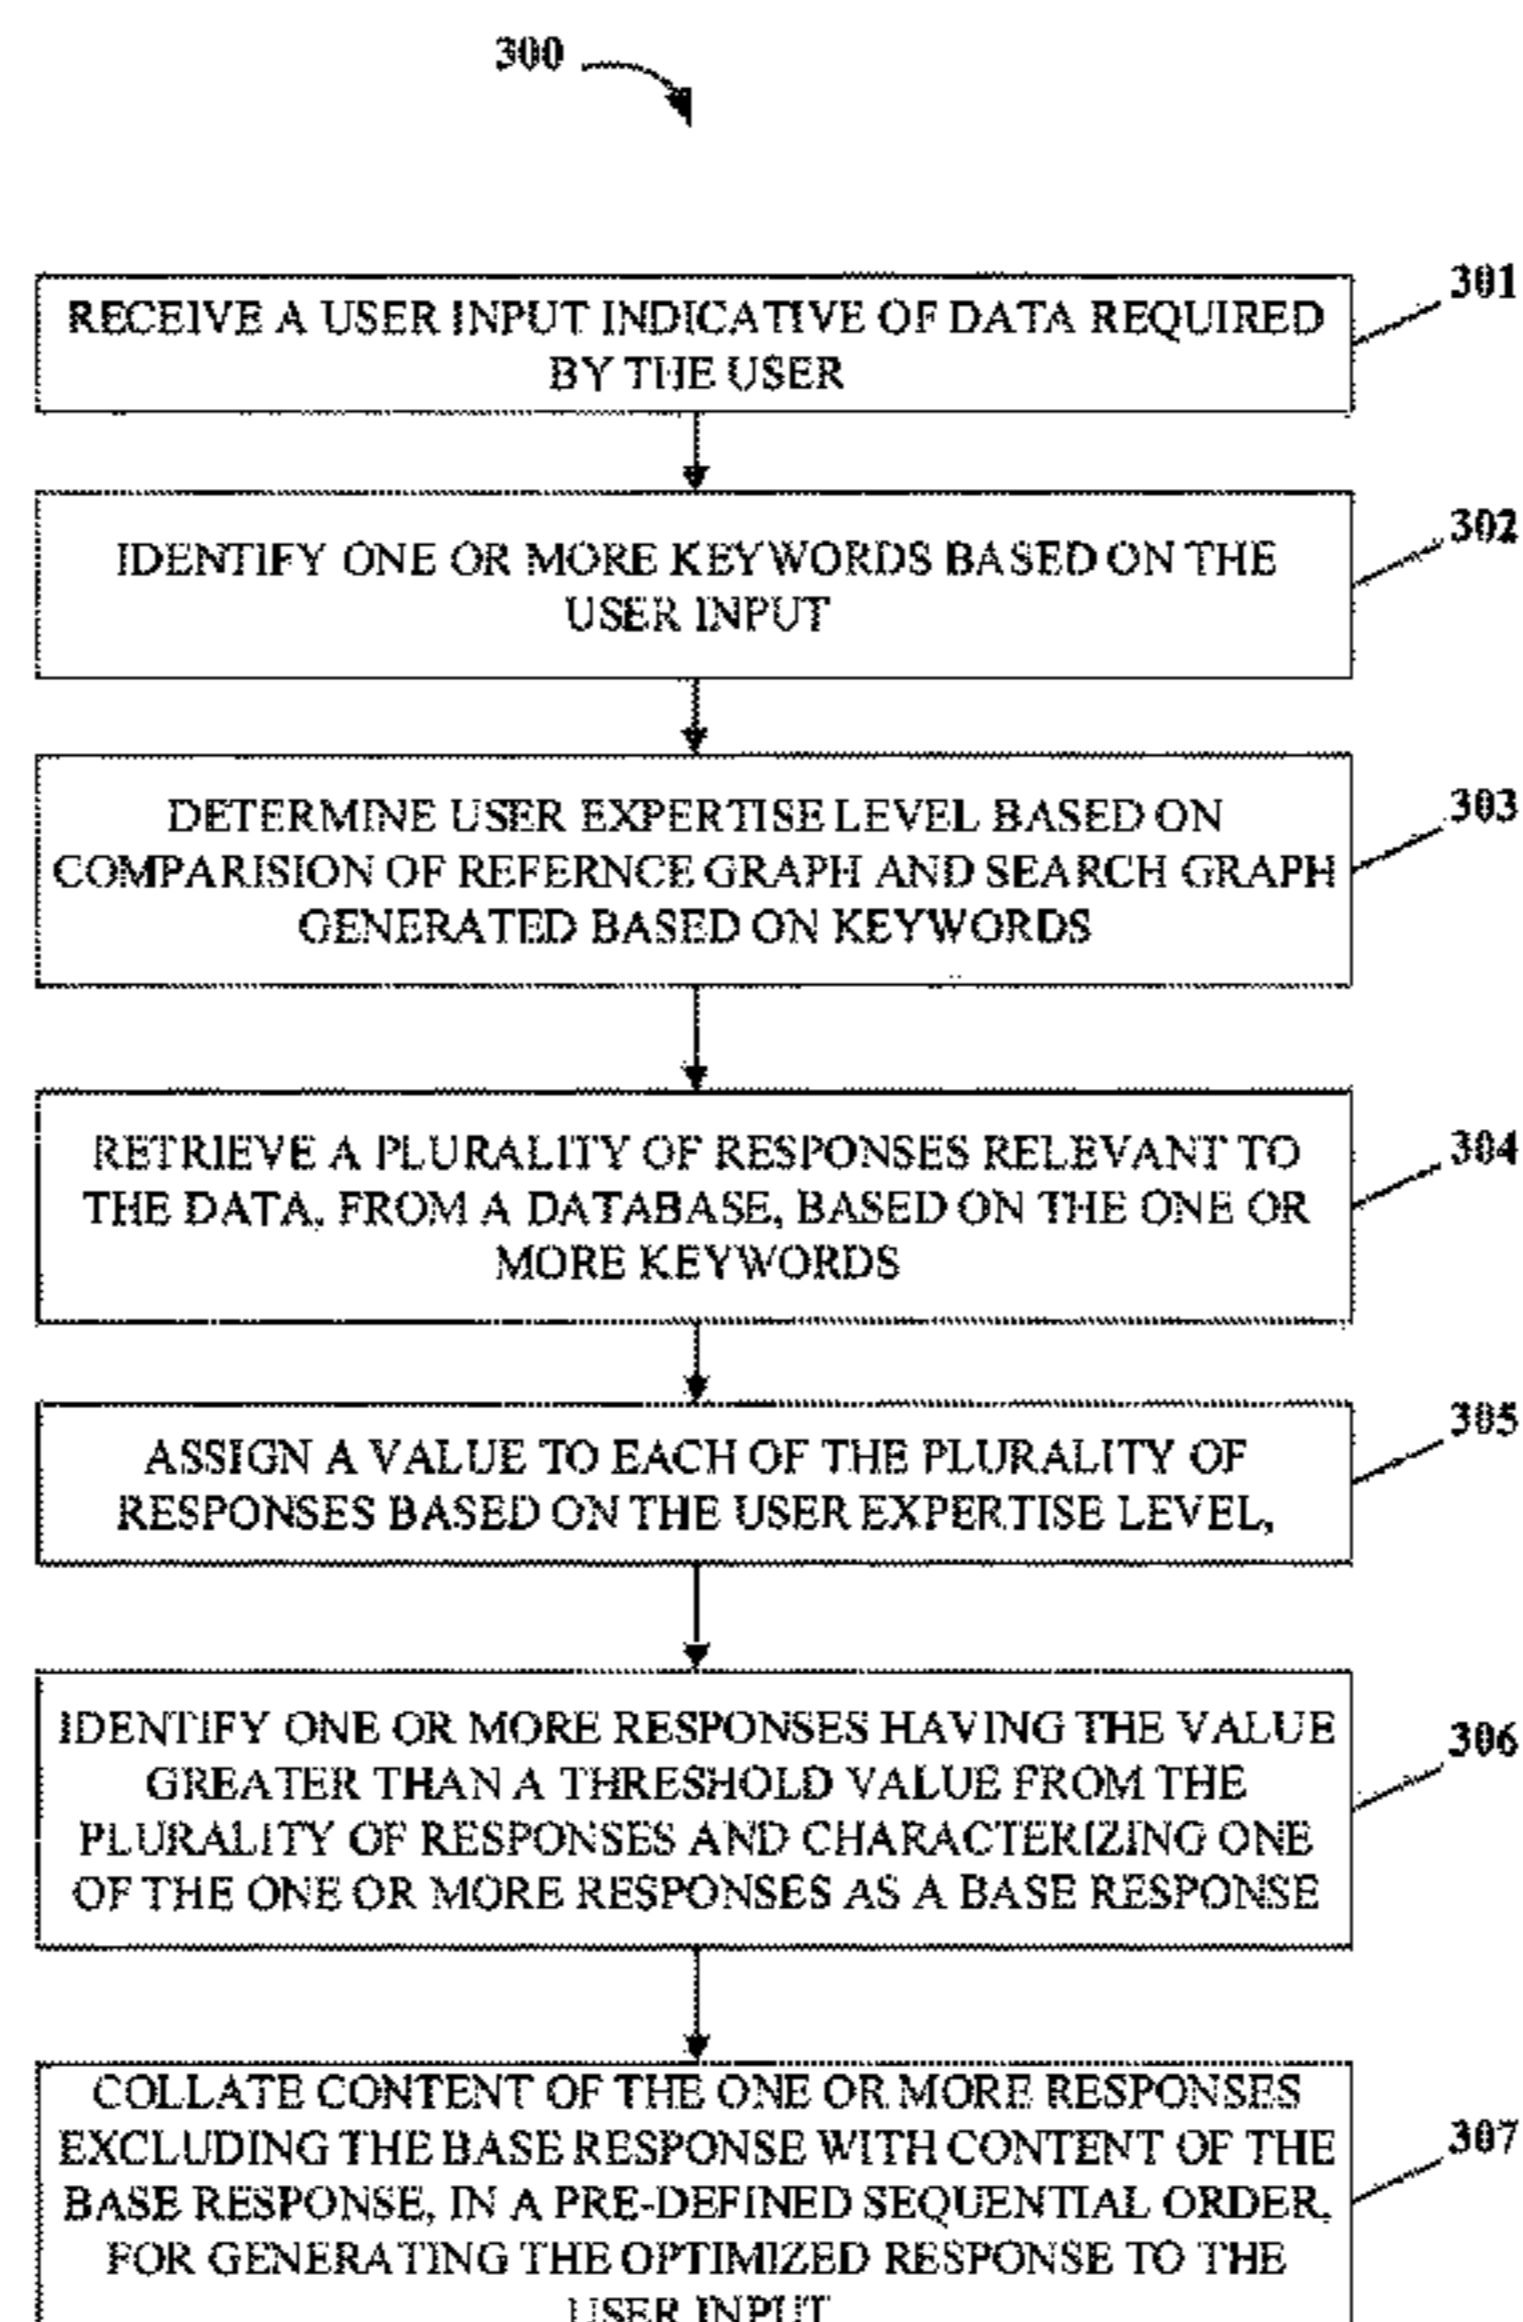 300
301
RECEIVE A USER INPUT INDICATIVE OF DATA REQUIRED
BY THE USER
302
IDENTIFY ONE OR MORE KEYWORDS BASED ON THE
USER INPUT
303
DETERMINE USER EXPERTISE LEVEL BASED ON
COMPARISION OF REFERNCE GRAPH AND SEARCH GRAPH
GENERATED BASED ON KEYWORDS
304
RETRIEVE A PLURALITY OF RESPONSES RELEVANT TO
THE DATA, FROM A DATABASE, BASED ON THE ONE OR
MORE KEYWORDS
305
ASSIGN A VALUE TO EACH OF THE PLURALITY OF
RESPONSES BASED ON THE USER EXPERTISE LEVEL,
306
IDENTIFY ONE OR MORE RESPONSES HAVING THE VALUE
GREATER THAN A THRESHOLD VALUE FROM THE
PLURALITY OF RESPONSES AND CHARACTERIZING ONE
OF THE ONE OR MORE RESPONSES AS A BASE RESPONSE
307
COLLATE CONTENT OF THE ONE OR MORE RESPONSES
EXCLUDING THE BASE RESPONSE WITH CONTENT OF THE
BASE RESPONSE, IN A PRE-DEFINED SEQUENTIAL ORDER,
FOR GENERATING THE OPTIMIZED RESPONSE TO THE
USER INPUT